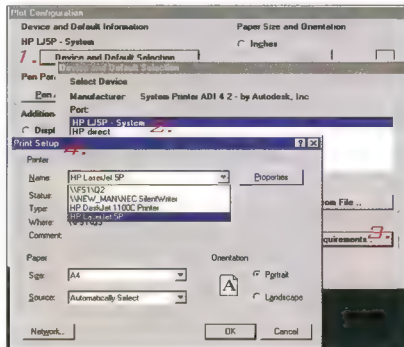 Plot Configuration
Device and Default Information
Paper Size and Orientation
HP LJ5P - System
Inches
1.
Device and Default Selection
Device and Default Selection
Pen Par
Select Device
Pen
Manufacturer System Printer ADI 4 2 - by Autodesk, Inc
Addition
Port:
HP LJ5P - System
2.
Displ
HP direct
4.
Print Setup
Printer
Name:
HP LaserJet 5P
Properties
\\FS1\Q2
Status:
\\NEW_MAN\NEC SilentWriter
Type:
HP DeskJet 1100C Printer
HP LaserJet 5P
om File ..
Where:
\\FS1\Q3
3.
Comment:
quirements
Paper
Orientation
Size:
A4
A
Portrait
Source:
Automatically Select
Landscape
Network...
OK
Cancel